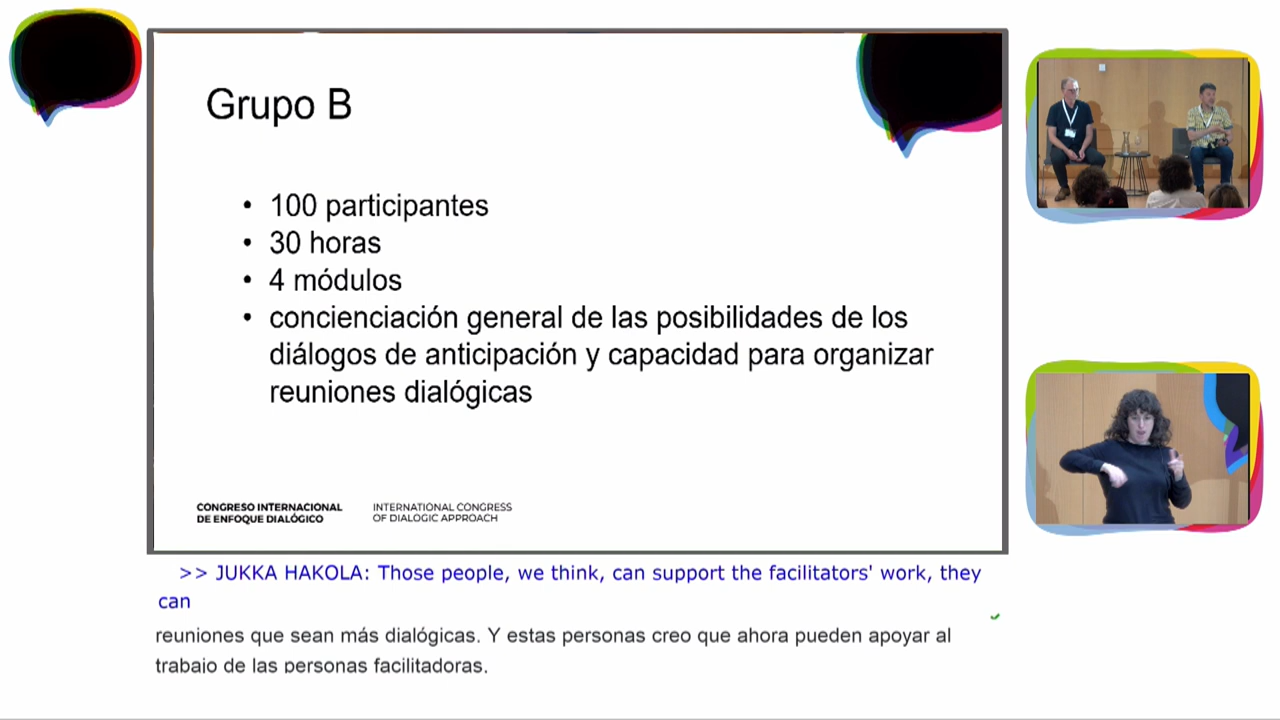 Grupo B
• 100 participantes
• 30 horas
• 4 módulos
• concienciación general de las posibilidades de los
diálogos de anticipación y capacidad para organizar
reuniones dialógicas
CONGRESO INTERNACIONAL
DE ENFOQUE DIALÓGICO
INTERNATIONAL CONGRESS
OF DIALOGIC APPROACH
>> JUKKA HAKOLA: Those people, we think, can support the facilitators' work, they
can
reuniones que sean más dialógicas. Y estas personas creo que ahora pueden apoyar al
trabajo de las personas facilitadoras.